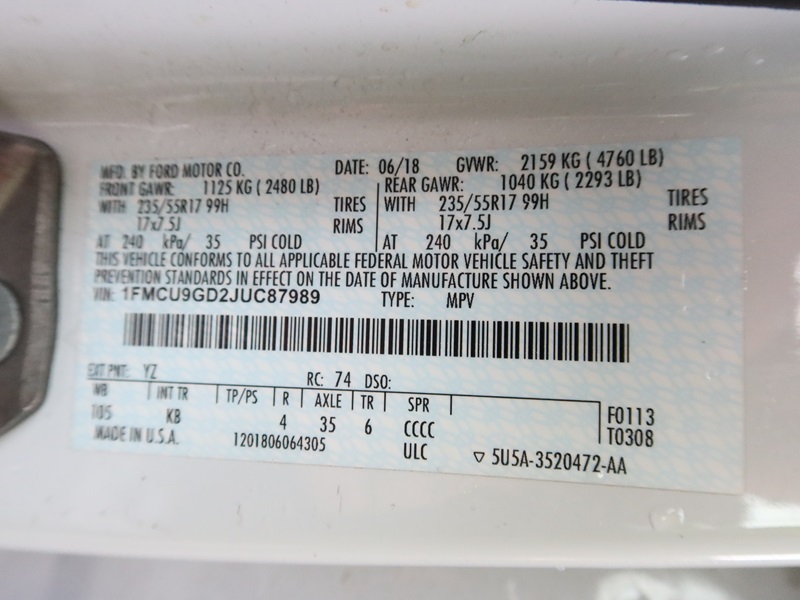 MFD. BY FORD MOTOR CO. DATE: 06/18 GVWR: 2159 KG ( 4760 LB)
FRONT GAWR: 1125 KG ( 2480 LB) REAR GAWR: 1040 KG ( 2293 LB)
WITH 235/55R17 99H TIRES WITH 235/55R17 99H TIRES
17x7.5J RIMS 17x7.5J RIMS
AT 240 kPa/ 35 PSI COLD AT 240 kPa/ 35 PSI COLD
THIS VEHICLE CONFORMS TO ALL APPLICABLE FEDERAL MOTOR VEHICLE SAFETY AND THEFT
PREVENTION STANDARDS IN EFFECT ON THE DATE OF MANUFACTURE SHOWN ABOVE.
VIN: 1FMCU9GD2JUC87989 TYPE: MPV
EXT PNT: YZ RC: 74 DSO:
WB INT TR TP/PS R AXLE TR SPR
105 KB 4 35 6 CCCC F0113
MADE IN U.S.A. 1201806064305 ULC T0308
▽ 5U5A-3520472-AA